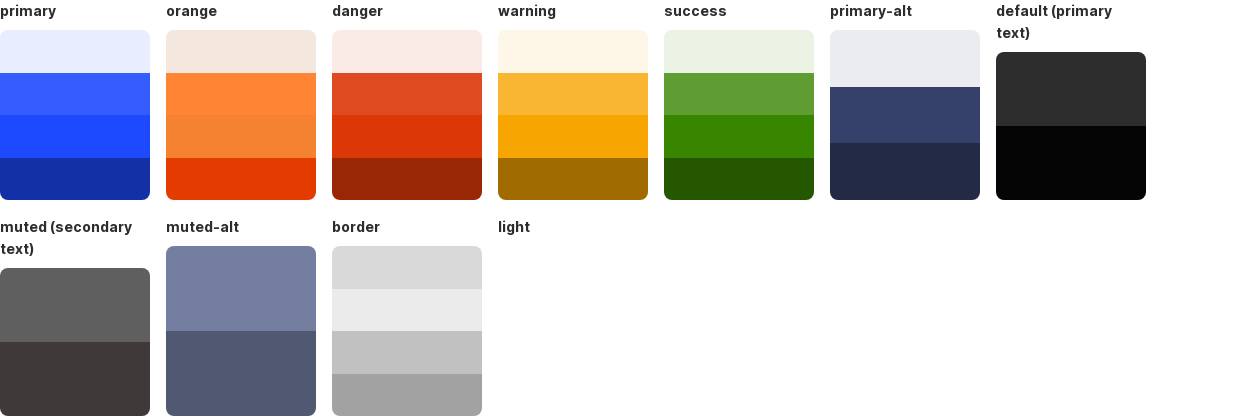 primary
orange
danger
warning
success
primary-alt
default (primary
text)
muted (secondary
text)
muted-alt
border
light